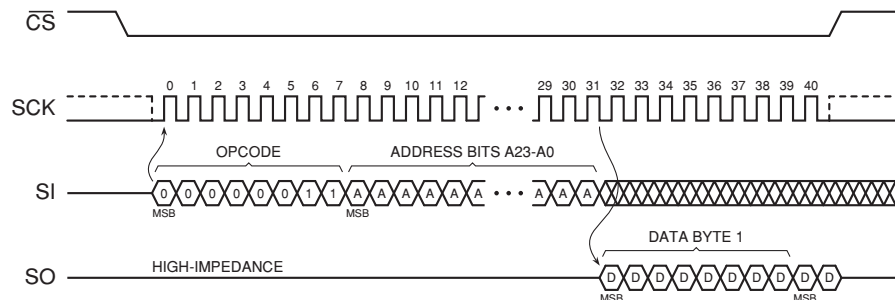 CS
0 1 2 3 4 5 6 7 8 9 10 11 12 29 30 31 32 33 34 35 36 37 38 39 40
SCK
OPCODE ADDRESS BITS A23-A0
SI 0 0 0 0 0 0 1 1 A A A A A A A A A
MSB MSB
DATA BYTE 1
HIGH-IMPEDANCE
SO D D D D D D D D D D
MSB MSB